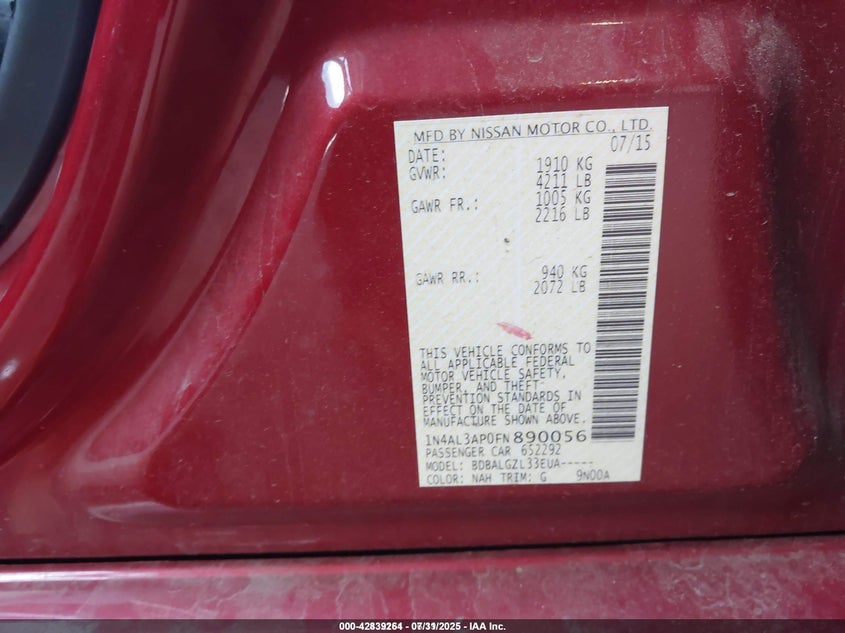 MFD BY NISSAN MOTOR CO., LTD.
DATE: 07/15
GVWR: 1910 KG
4211 LB
GAWR FR.: 1005 KG
2216 LB
GAWR RR.: 940 KG
2072 LB
THIS VEHICLE CONFORMS TO
ALL APPLICABLE FEDERAL
MOTOR VEHICLE SAFETY,
BUMPER, AND THEFT
PREVENTION STANDARDS IN
EFFECT ON THE DATE OF
MANUFACTURE SHOWN ABOVE.
1N4AL3AP0FN890056
PASSENGER CAR 652292
MODEL: BDBALGZL33EUA-----
COLOR: NAH TRIM: G 9N00A
000-42839264 - 07/31/2025 - IAA Inc.